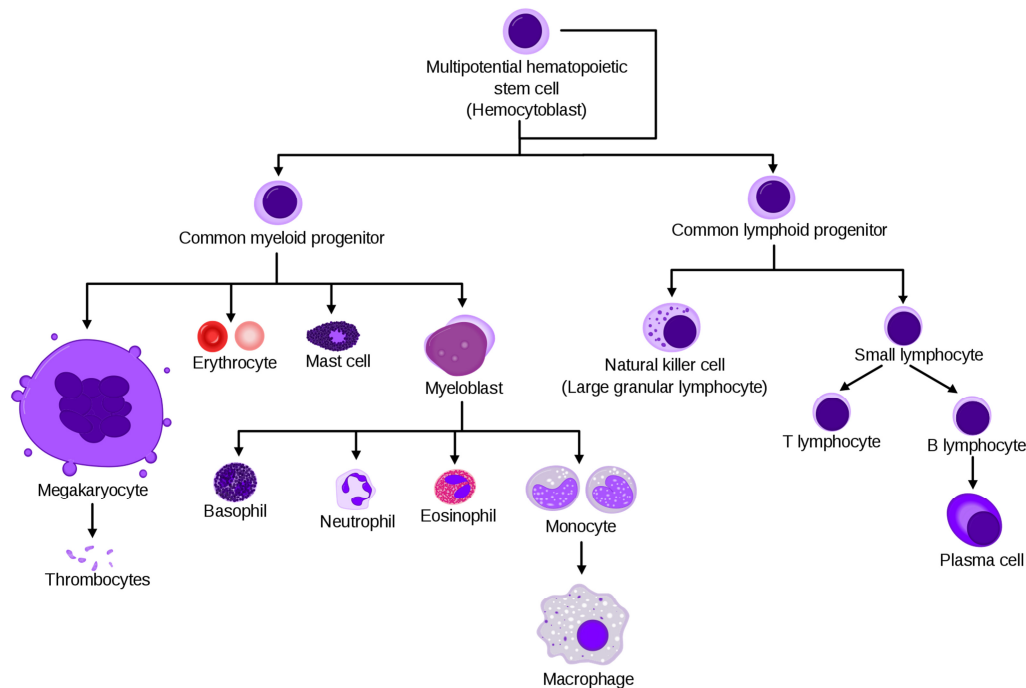 Multipotential hematopoietic
stem cell
(Hemocytoblast)
Common myeloid progenitor
Common lymphoid progenitor
Erythrocyte
Mast cell
Myeloblast
Natural killer cell
(Large granular lymphocyte)
Small lymphocyte
T lymphocyte
B lymphocyte
Megakaryocyte
Basophil
Neutrophil
Eosinophil
Monocyte
Plasma cell
Thrombocytes
Macrophage